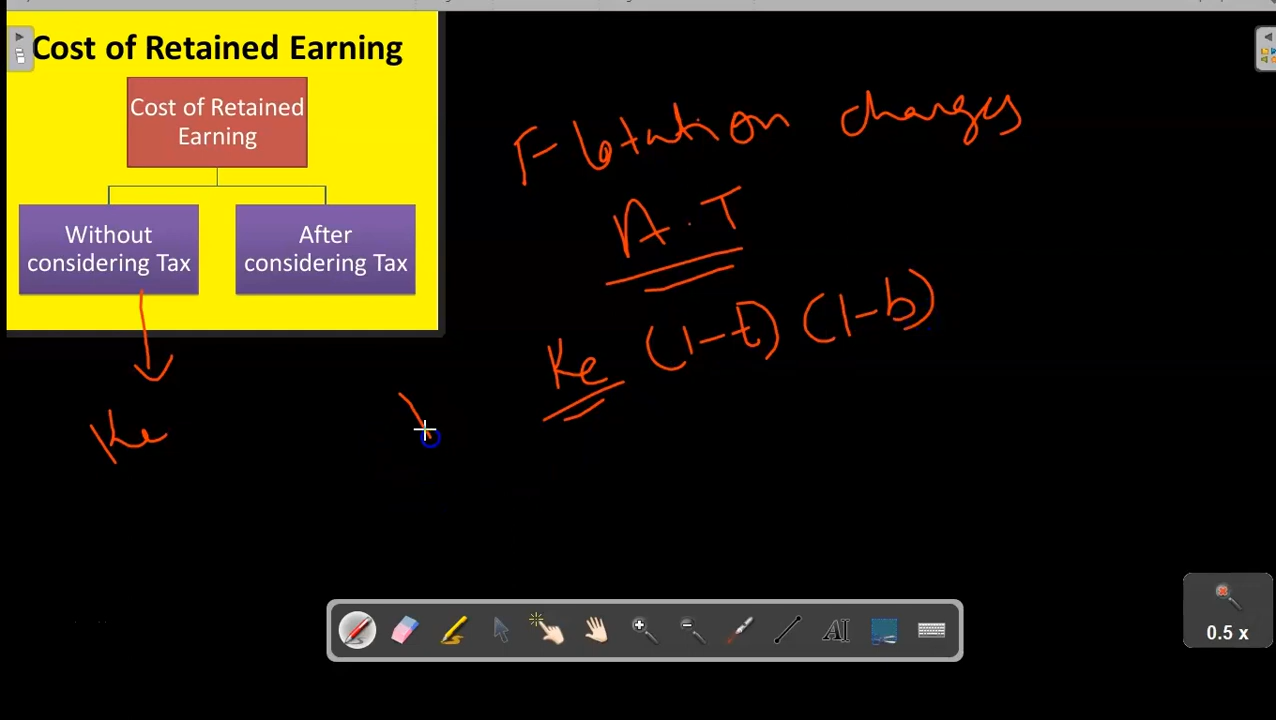 Cost of Retained Earning
Cost of Retained
Earning
Without
considering Tax
After
considering Tax
Flotation charges
A.T
Ke (1-t) (1-b)
Ke
AI
0.5 x